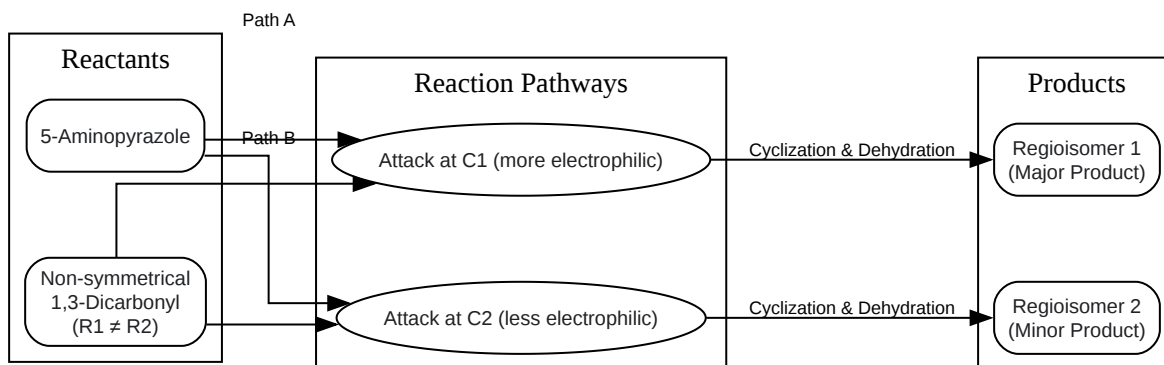 Path A
Reactants
Reaction Pathways
Products
5-Aminopyrazole
Path B
Attack at C1 (more electrophilic)
Cyclization & Dehydration
Regioisomer 1
(Major Product)
Non-symmetrical
1,3-Dicarbonyl
(R1 ≠ R2)
Attack at C2 (less electrophilic)
Cyclization & Dehydration
Regioisomer 2
(Minor Product)